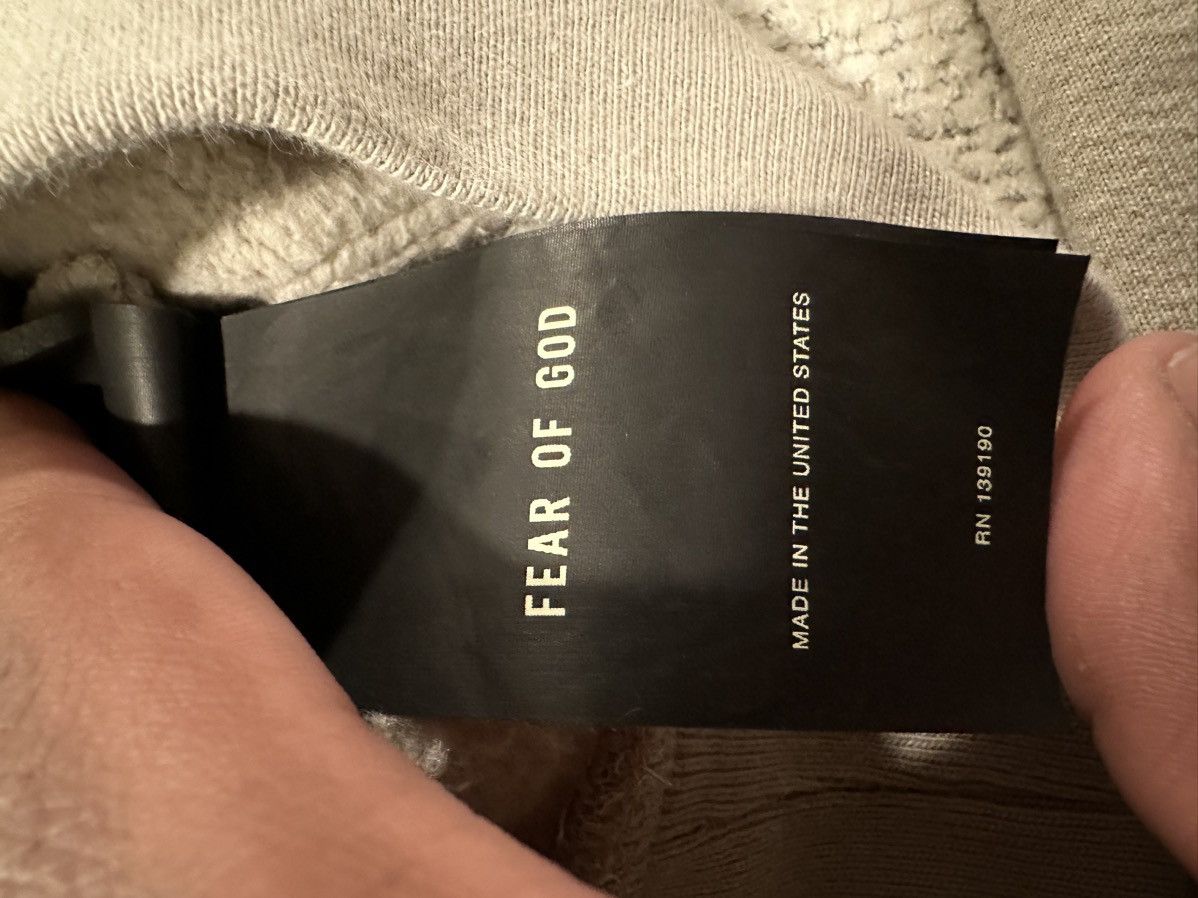 FEAR OF GOD
MADE IN THE UNITED STATES
RN 139190